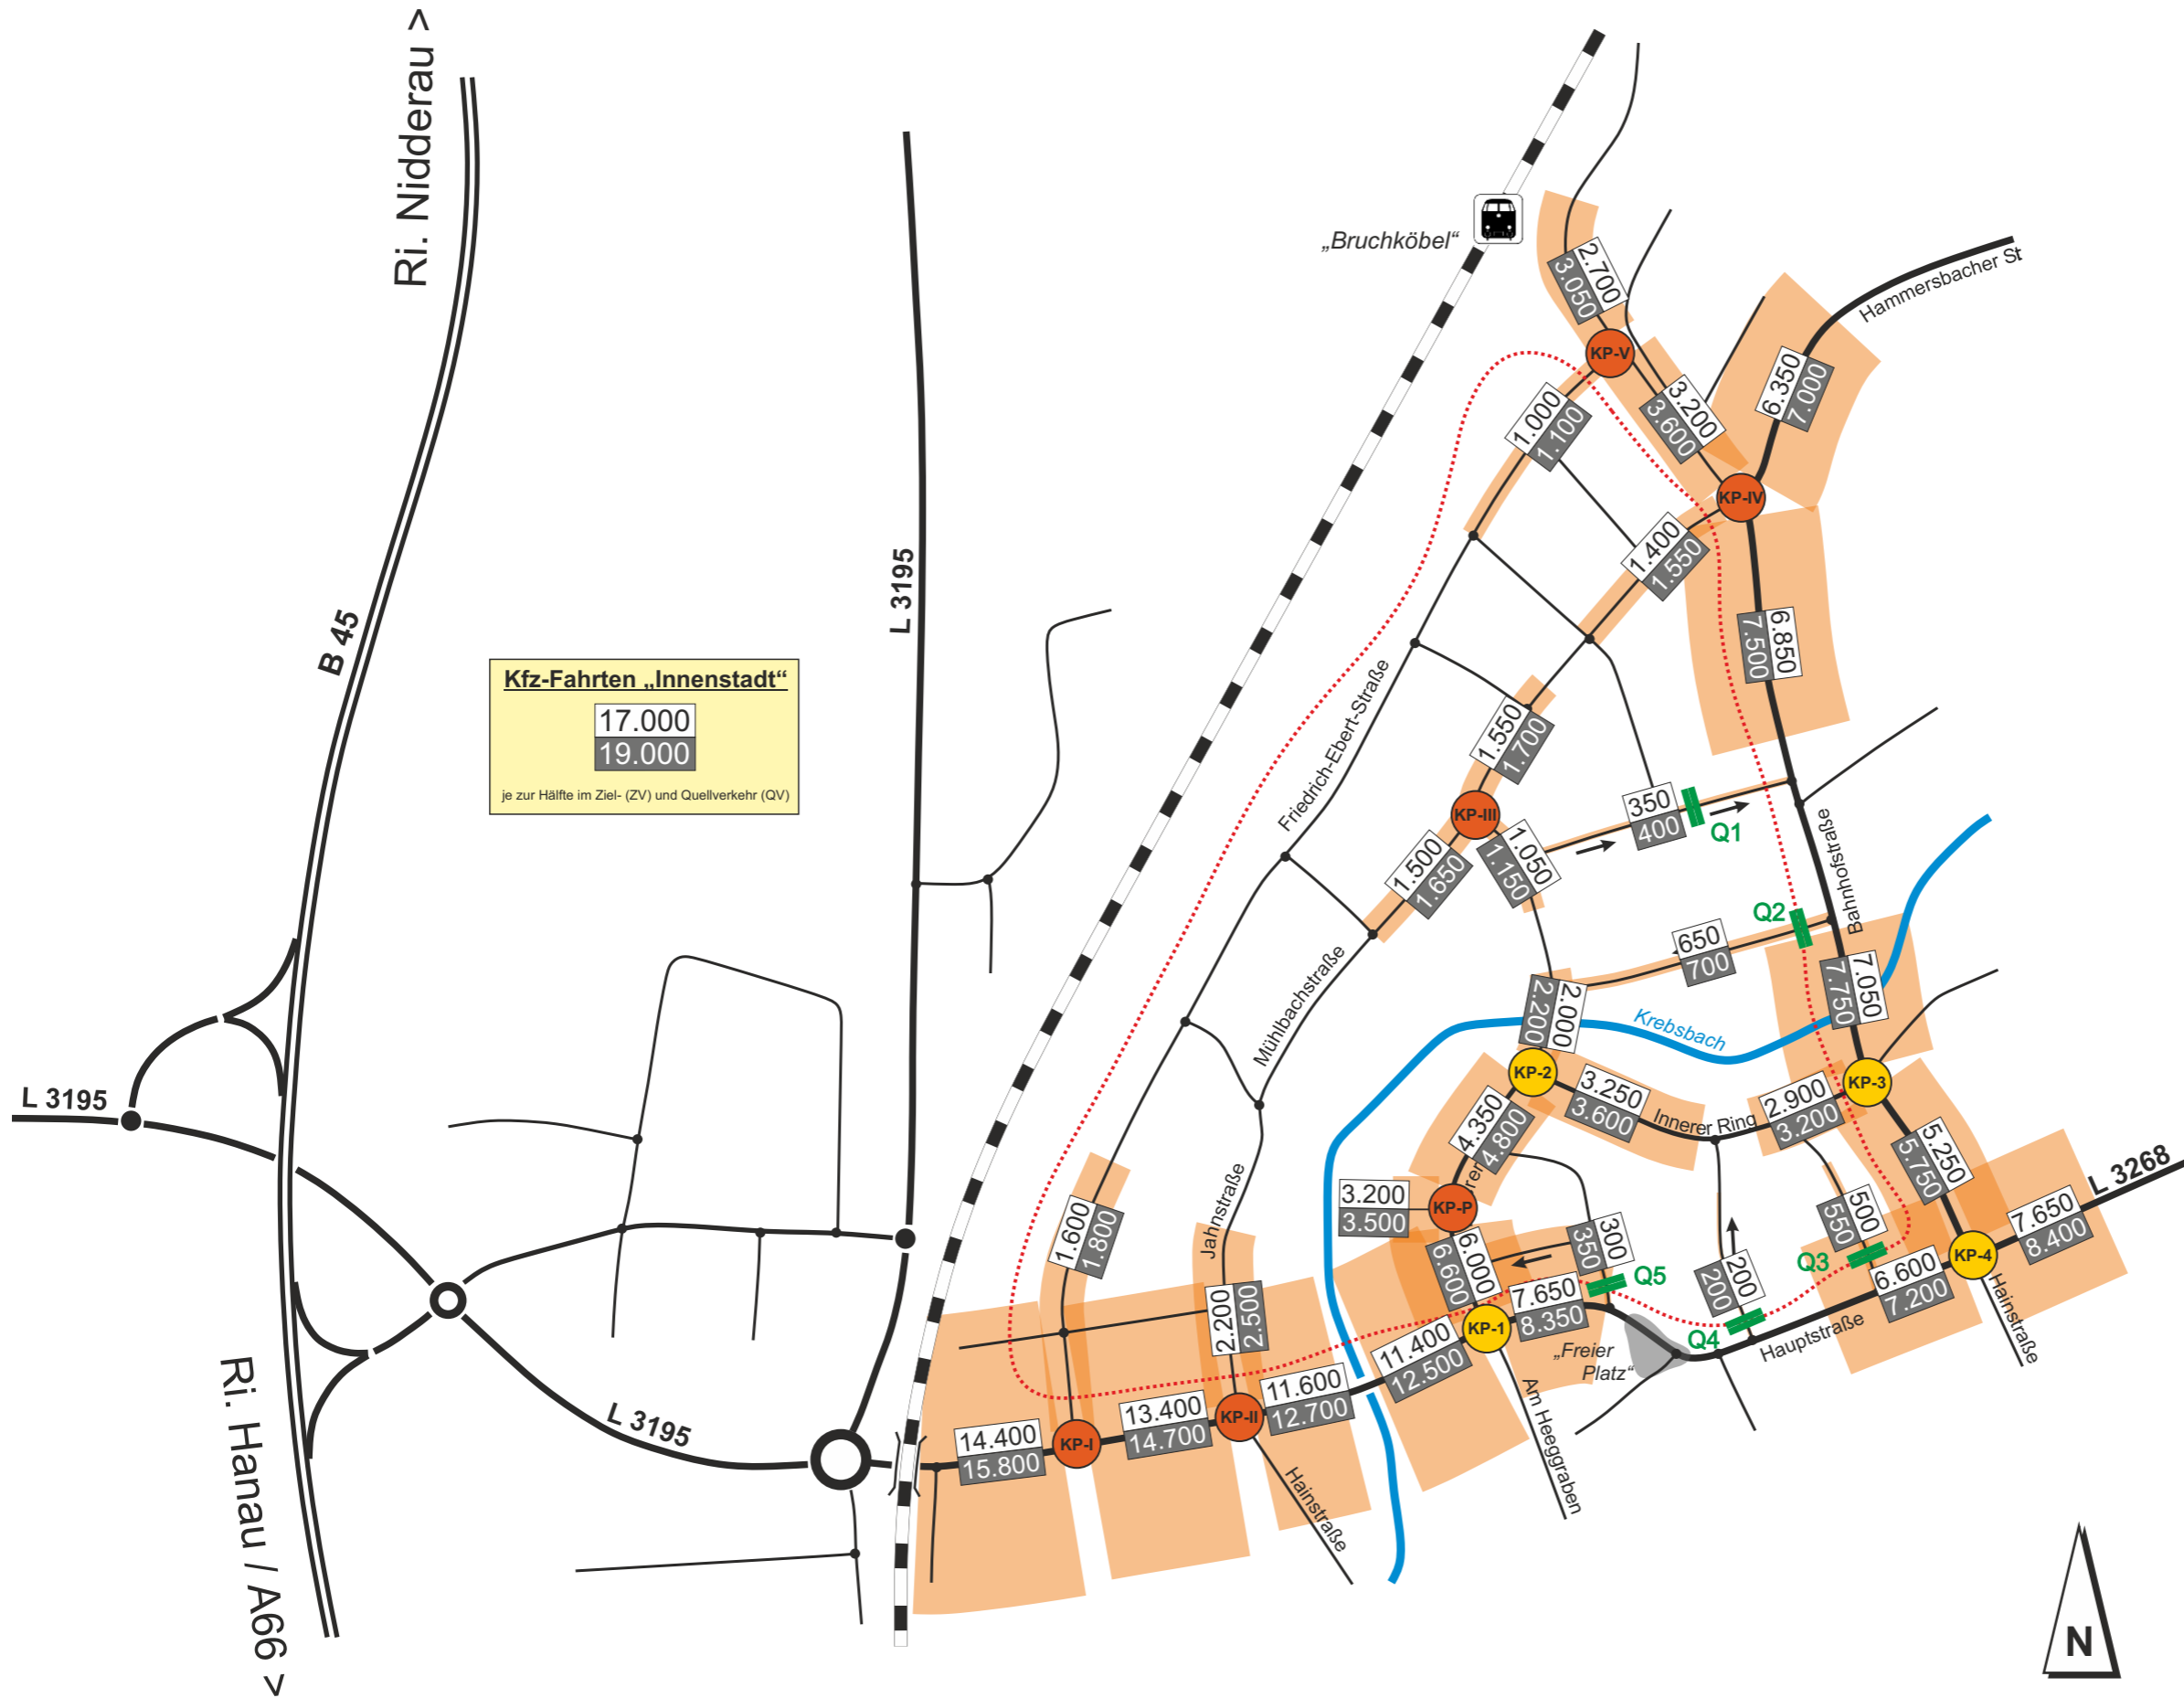 Ri. Nidderau >
B 45
L 3195
L 3195
Ri. Hanau / A66 >
L 3195
Kfz-Fahrten „Innenstadt“
17.000
19.000
je zur Hälfte im Ziel- (ZV) und Quellverkehr (QV)
„Bruchköbel“
2.700
3.050
KP-V
Hammersbacher St
6.350
7.000
3.200
3.600
1.000
1.100
KP-IV
1.400
1.550
6.850
7.500
Friedrich-Ebert-Straße
1.550
1.700
KP-III
350
400
Q1
1.050
1.150
1.500
1.650
Bahnhofstraße
Q2
650
700
7.050
7.750
Mühlbachstraße
2.000
2.200
Krebsbach
KP-2
KP-3
3.250
3.600
Innerer Ring
2.900
3.200
4.350
4.800
5.250
5.750
L 3268
7.650
8.400
Jahnstraße
1.600
1.800
3.200
3.500
KP-P
rer
6.000
6.600
300
350
Q5
500
550
Q3
KP-4
6.600
7.200
200
200
Q4
Hauptstraße
Hainstraße
7.650
8.350
KP-1
„Freier
Platz“
2.200
2.500
11.400
12.500
11.600
12.700
Am Heeggraben
KP-II
13.400
14.700
KP-I
14.400
15.800
Hainstraße
N